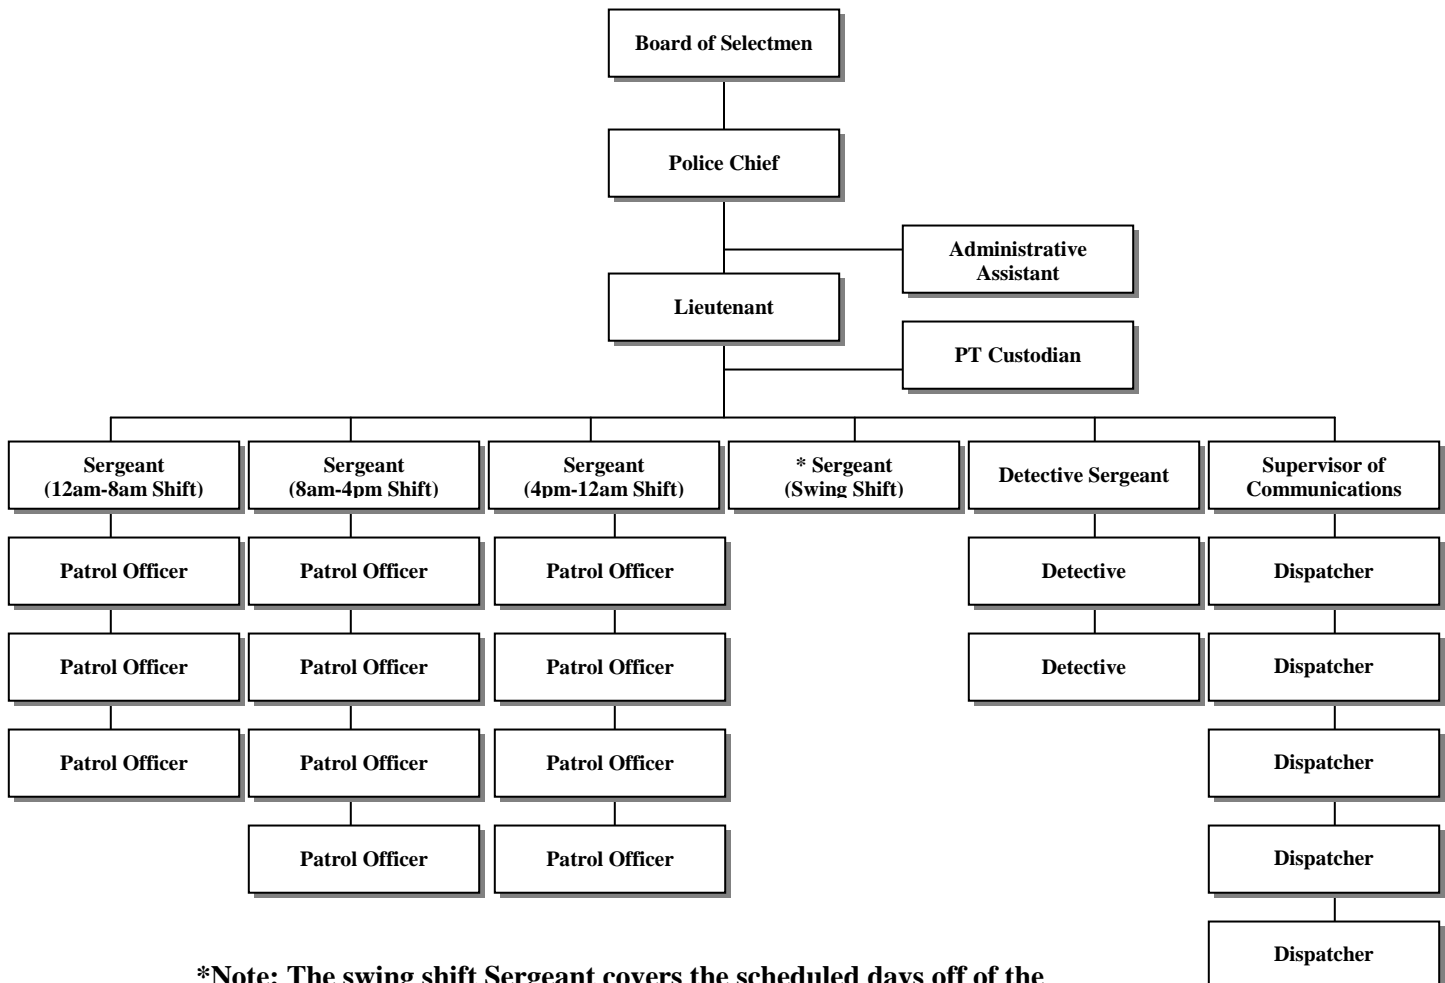 Board of Selectmen
Police Chief
Administrative
Assistant
Lieutenant
PT Custodian
Sergeant
(12am-8am Shift)
Sergeant
(8am-4pm Shift)
Sergeant
(4pm-12am Shift)
* Sergeant
(Swing Shift)
Detective Sergeant
Supervisor of
Communications
Patrol Officer
Patrol Officer
Patrol Officer
Detective
Dispatcher
Patrol Officer
Patrol Officer
Patrol Officer
Detective
Dispatcher
Patrol Officer
Patrol Officer
Patrol Officer
Dispatcher
Patrol Officer
Patrol Officer
Dispatcher
Dispatcher
*Note: The swing shift Sergeant covers the scheduled days off of the